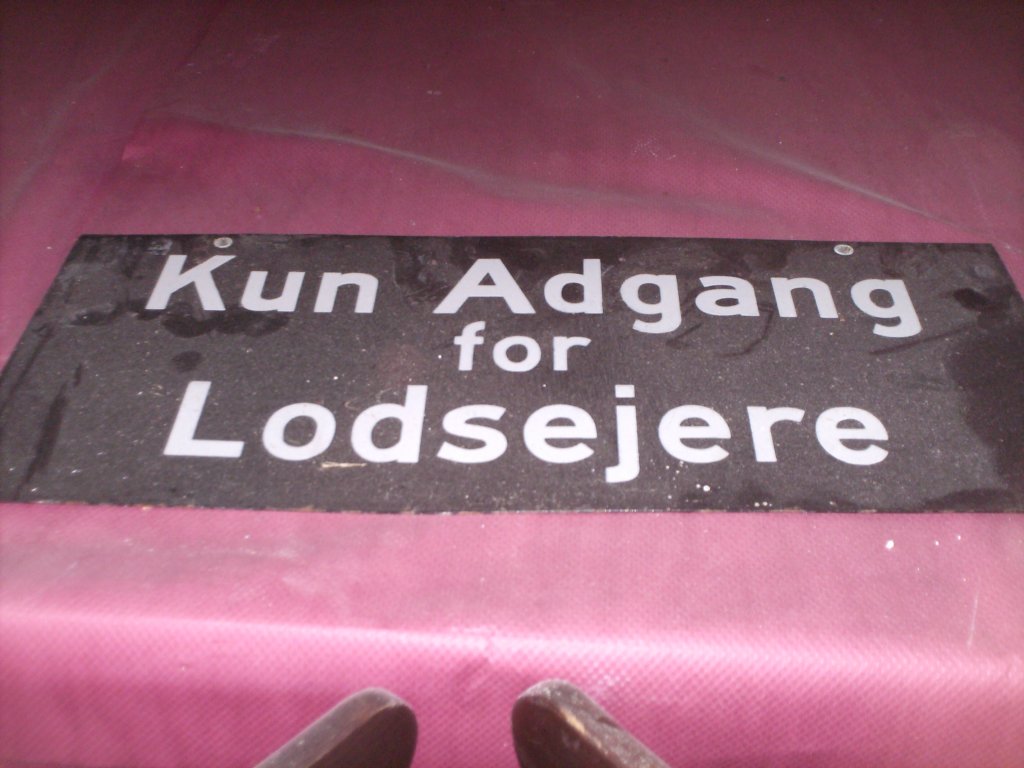 Kun Adgang
for
Lodsejere